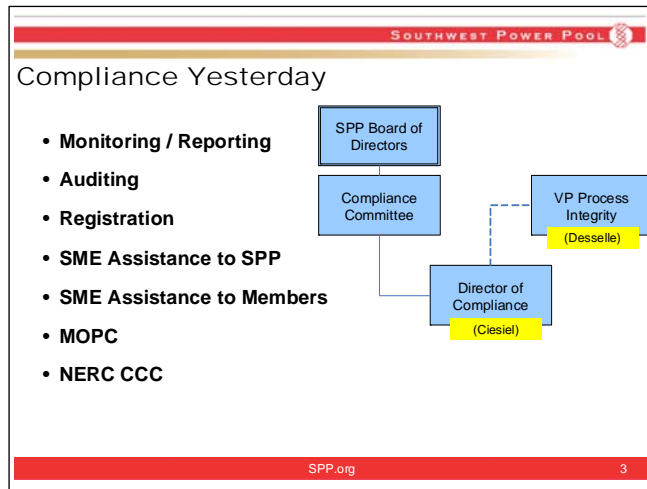 SOUTHWEST POWER POOL
Compliance Yesterday
• Monitoring / Reporting
• Auditing
• Registration
• SME Assistance to SPP
• SME Assistance to Members
• MOPC
• NERC CCC
SPP Board of
Directors
Compliance
Committee
VP Process
Integrity
(Desselle)
Director of
Compliance
(Ciesiel)
SPP.org
3